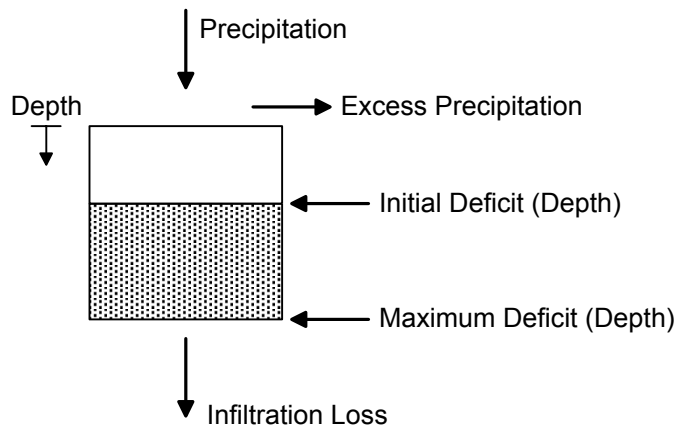 Precipitation
Depth
Excess Precipitation
Initial Deficit (Depth)
Maximum Deficit (Depth)
Infiltration Loss